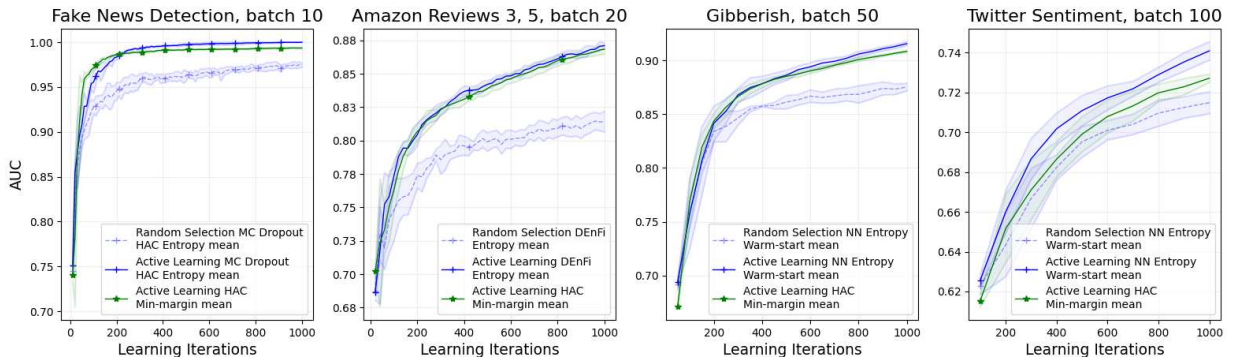 Fake News Detection, batch 10
AUC
1.00
0.95
0.90
0.85
0.80
0.75
0.70
Random Selection MC Dropout
HAC Entropy mean
Active Learning MC Dropout
HAC Entropy mean
Active Learning HAC
Min-margin mean
0 200 400 600 800 1000
Learning Iterations
Amazon Reviews 3, 5, batch 20
0.88
0.85
0.83
0.80
0.78
0.75
0.73
0.70
0.68
Random Selection DEnFi
Entropy mean
Active Learning DEnFi
Entropy mean
Active Learning HAC
Min-margin mean
0 200 400 600 800 1000
Learning Iterations
Gibberish, batch 50
0.90
0.85
0.80
0.75
0.70
Random Selection NN Entropy
Warm-start mean
Active Learning NN Entropy
Warm-start mean
Active Learning HAC
Min-margin mean
200 400 600 800 1000
Learning Iterations
Twitter Sentiment, batch 100
0.74
0.72
0.70
0.68
0.66
0.64
0.62
Random Selection NN Entropy
Warm-start mean
Active Learning NN Entropy
Warm-start mean
Active Learning HAC
Min-margin mean
200 400 600 800 1000
Learning Iterations